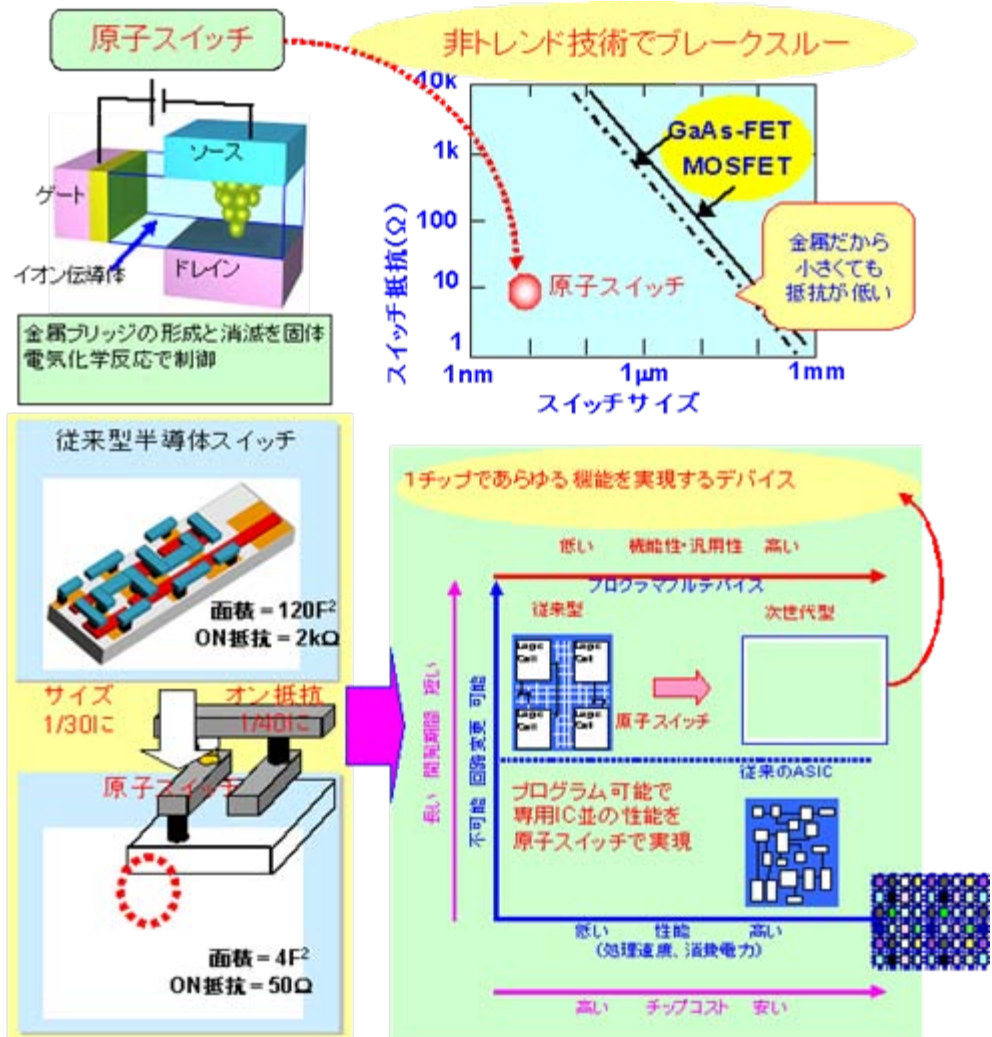 原子スイッチ
非トレンド技術でブレークスルー
ソース
ゲート
イオン伝導体
ドレイン
金属ブリッジの形成と消滅を固体
電気化学反応で制御
10k
1k
100
10
1
スイッチ抵抗(Ω)
GaAs-FET
MOSFET
原子スイッチ
金属だから
小さくても
抵抗が低い
1nm
1μm
1mm
スイッチサイズ
従来型半導体スイッチ
面積 = 120F²
ON抵抗 = 2kΩ
サイズ
1/30に
オン抵抗
1/40に
原子スイッチ
面積 = 4F²
ON抵抗 = 50Ω
1チップであらゆる機能を実現するデバイス
低い 機能性・汎用性 高い
プログラマブルデバイス
従来型
次世代型
Logic
Cell
Logic
Cell
Logic
Cell
Logic
Cell
原子スイッチ
長い 開発期間 短い
不可能 回路変更 可能
従来のASIC
プログラム可能で
専用IC並の性能を
原子スイッチで実現
低い 性能 高い
(処理速度、消費電力)
高い チップコスト 安い